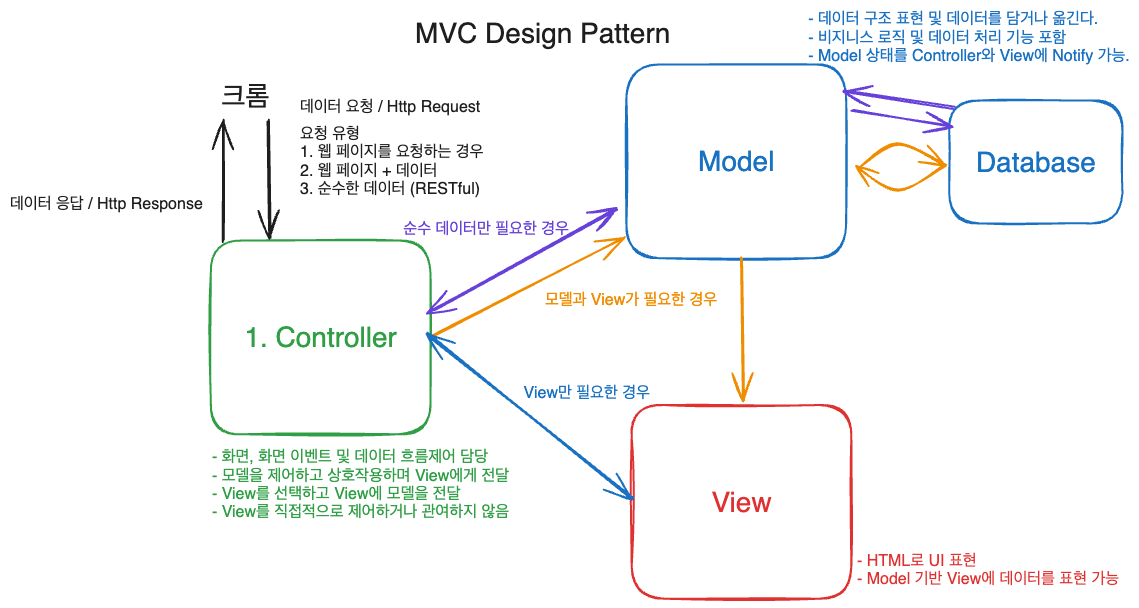 MVC Design Pattern
- 데이터 구조 표현 및 데이터를 담거나 옮긴다.
- 비지니스 로직 및 데이터 처리 기능 포함
- Model 상태를 Controller와 View에 Notify 가능.
크롬
데이터 요청 / Http Request
요청 유형
1. 웹 페이지를 요청하는 경우
2. 웹 페이지 + 데이터
3. 순수한 데이터 (RESTful)
데이터 응답 / Http Response
Model
Database
순수 데이터만 필요한 경우
모델과 View가 필요한 경우
1. Controller
View만 필요한 경우
- 화면, 화면 이벤트 및 데이터 흐름제어 담당
- 모델을 제어하고 상호작용하며 View에게 전달
- View를 선택하고 View에 모델을 전달
- View를 직접적으로 제어하거나 관여하지 않음
View
- HTML로 UI 표현
- Model 기반 View에 데이터를 표현 가능